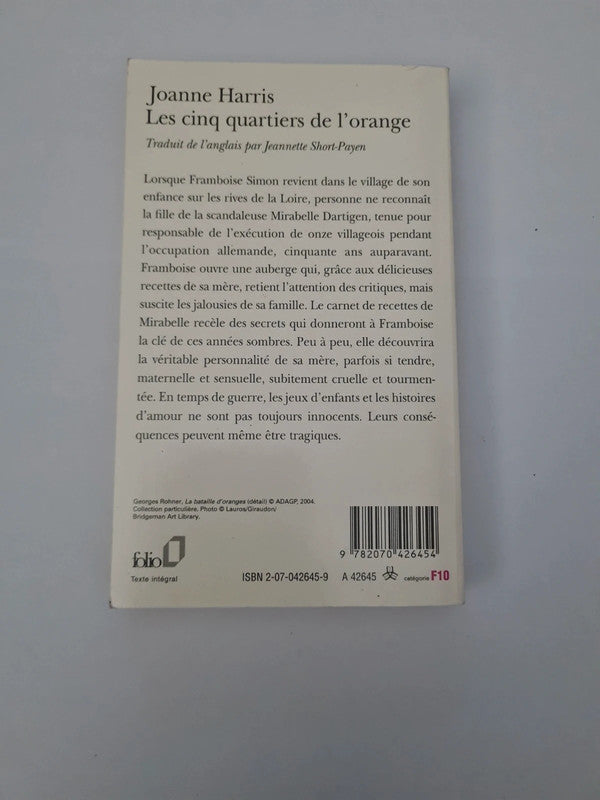 Joanne Harris
Les cinq quartiers de l'orange
Traduit de l'anglais par Jeannette Short-Payen
Lorsque Framboise Simon revient dans le village de son
enfance sur les rives de la Loire, personne ne reconnaît
la fille de la scandaleuse Mirabelle Dartigen, tenue pour
responsable de l'exécution de onze villageois pendant
l'occupation allemande, cinquante ans auparavant.
Framboise ouvre une auberge qui, grâce aux délicieuses
recettes de sa mère, retient l'attention des critiques, mais
suscite les jalousies de sa famille. Le carnet de recettes de
Mirabelle recèle des secrets qui donneront à Framboise
la clé de ces années sombres. Peu à peu, elle découvrira
la véritable personnalité de sa mère, parfois si tendre,
maternelle et sensuelle, subitement cruelle et tourmen-
tée. En temps de guerre, les jeux d'enfants et les histoires
d'amour ne sont pas toujours innocents. Leurs consé-
quences peuvent même être tragiques.
Georges Rohner, La bataille d'oranges (détail) © ADAGP, 2004.
Collection particulière. Photo © Lauros/Giraudon/
Bridgeman Art Library.
folio
Texte intégral
9 782070 426454
ISBN 2-07-042645-9 A 42645 catégorie F10